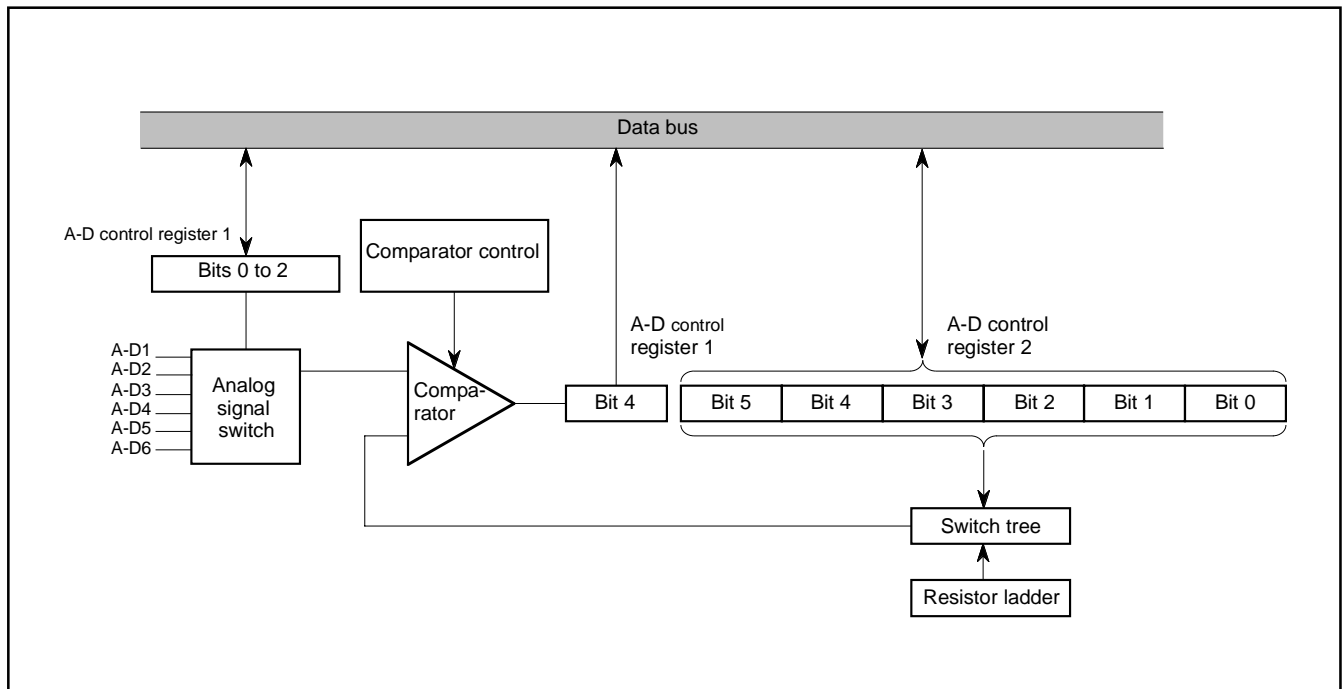 Data bus
A-D control register 1
Bits 0 to 2
Comparator control
A-D control
register 1
A-D control
register 2
A-D1
A-D2
A-D3
A-D4
A-D5
A-D6
Analog
signal
switch
Compa-
rator
Bit 4
Bit 5
Bit 4
Bit 3
Bit 2
Bit 1
Bit 0
Switch tree
Resistor ladder